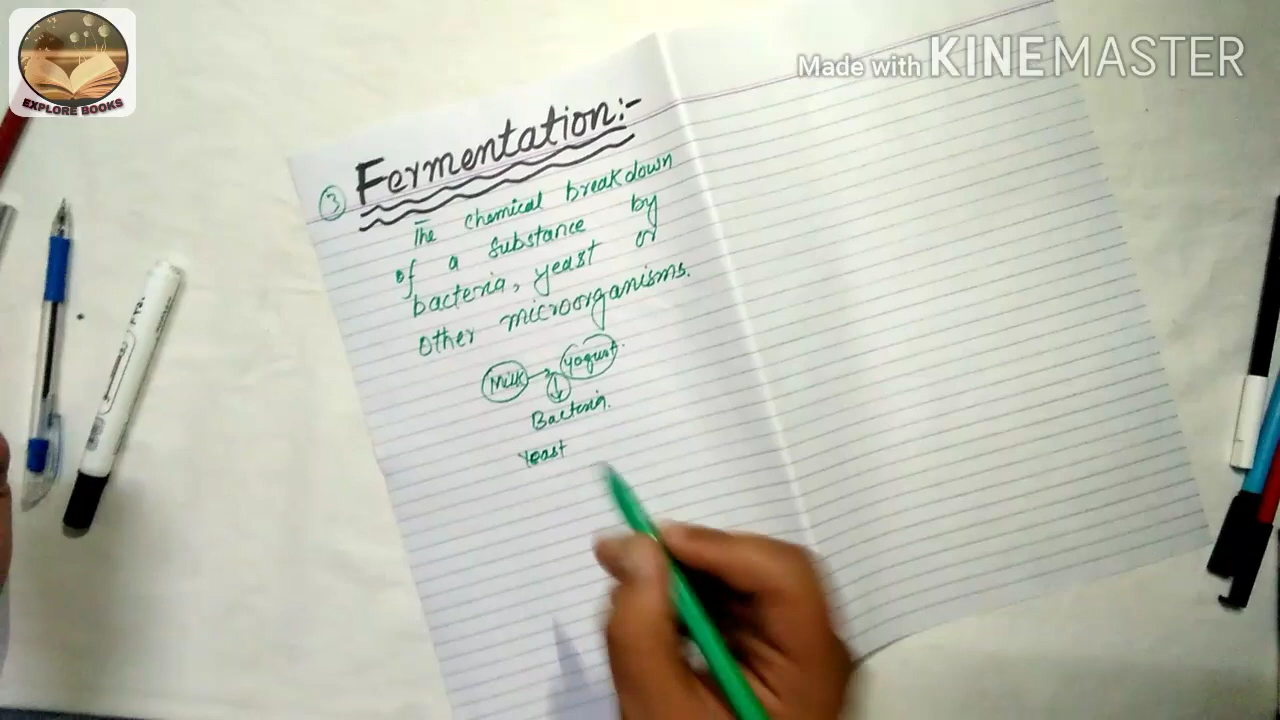 EXPLORE BOOKS
Made with KINEMASTER
Fermentation:-
3 The chemical breakdown
of a substance by
bacteria, yeast or
other microorganisms.
Milk → yogurt.
↓
Bacteria.
Yeast